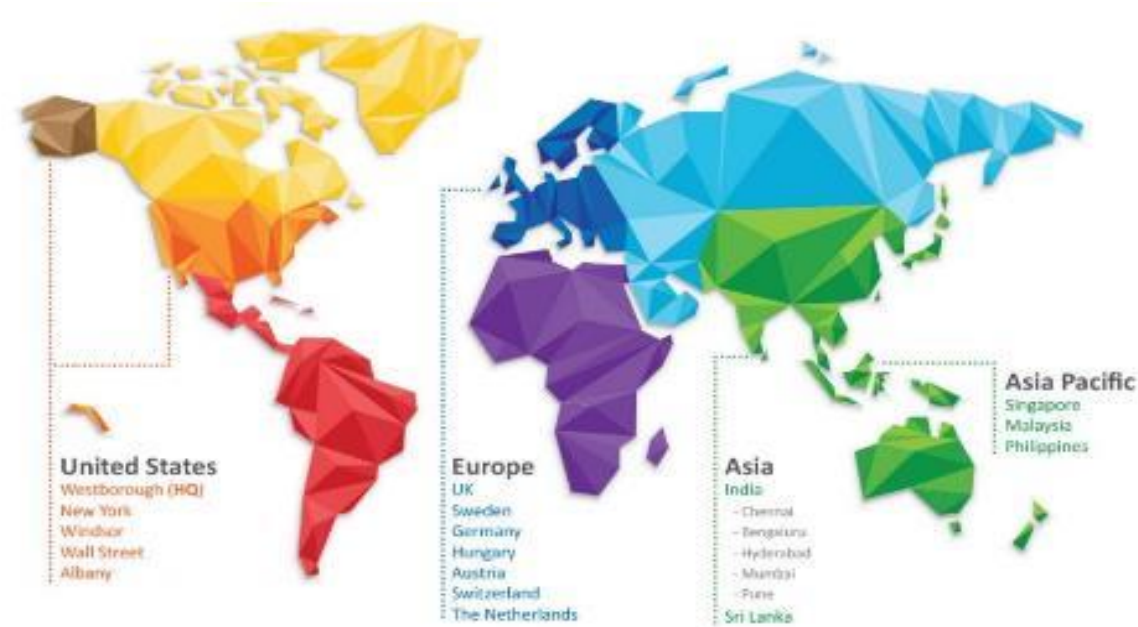 United States
Westborough (HQ)
New York
Windsor
Wall Street
Albany
Europe
UK
Sweden
Germany
Hungary
Austria
Switzerland
The Netherlands
Asia
India
- Chennai
- Bengaluru
- Hyderabad
- Mumbai
- Pune
Sri Lanka
Asia Pacific
Singapore
Malaysia
Philippines